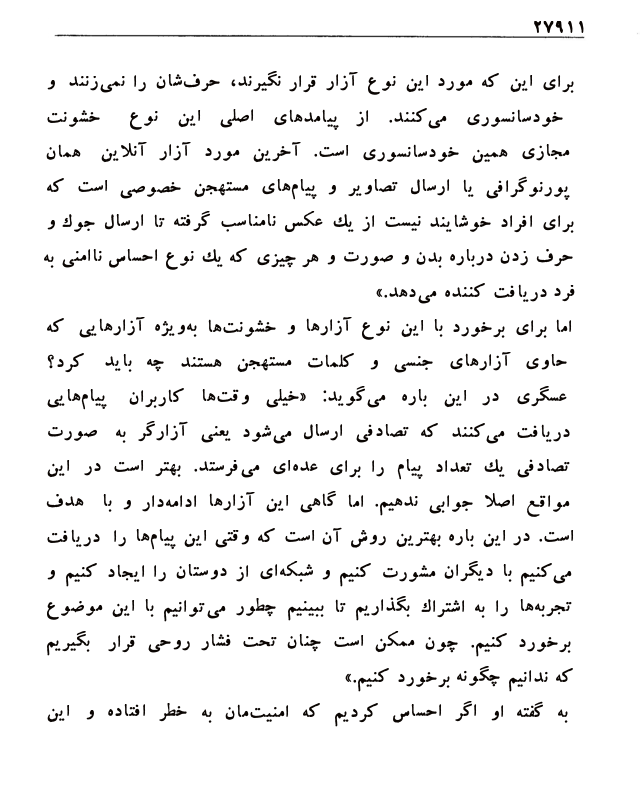 ۲۷۹۱۱
برای این که مورد این نوع آزار قرار نگیرند، حرف‌شان را نمی‌زنند و
خودسانسوری می‌کنند. از پیامدهای اصلی این نوع خشونت
مجازی همین خودسانسوری است. آخرین مورد آزار آنلاین همان
پورنوگرافی یا ارسال تصاویر و پیام‌های مستهجن خصوصی است که
برای افراد خوشایند نیست از یك عکس نامناسب گرفته تا ارسال جوك و
حرف زدن درباره بدن و صورت و هر چیزی که یك نوع احساس ناامنی به
فرد دریافت کننده می‌دهد.»
اما برای برخورد با این نوع آزارها و خشونت‌ها به‌ویژه آزارهایی که
حاوی آزارهای جنسی و کلمات مستهجن هستند چه باید کرد؟
عسگری در این باره می‌گوید: «خیلی وقت‌ها کاربران پیام‌هایی
دریافت می‌کنند که تصادفی ارسال می‌شود یعنی آزارگر به صورت
تصادفی یك تعداد پیام را برای عده‌ای می‌فرستد. بهتر است در این
مواقع اصلا جوابی ندهیم. اما گاهی این آزارها ادامه‌دار و با هدف
است. در این باره بهترین روش آن است که وقتی این پیام‌ها را دریافت
می‌کنیم با دیگران مشورت کنیم و شبکه‌ای از دوستان را ایجاد کنیم و
تجربه‌ها را به اشتراك بگذاریم تا ببینیم چطور می‌توانیم با این موضوع
برخورد کنیم. چون ممکن است چنان تحت فشار روحی قرار بگیریم
که ندانیم چگونه برخورد کنیم.»
به گفته او اگر احساس کردیم که امنیت‌مان به خطر افتاده و این